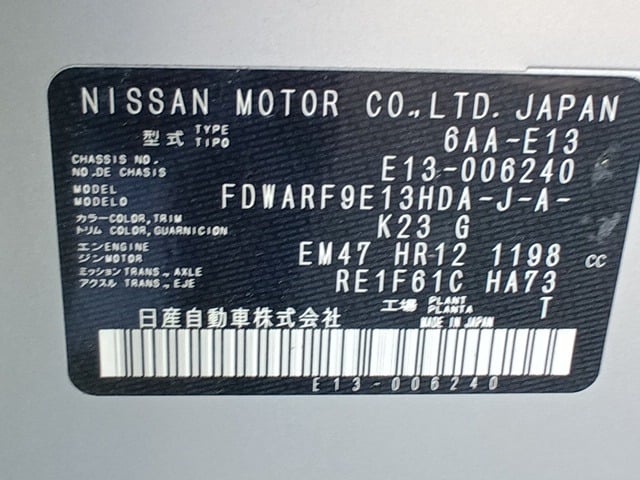 NISSAN MOTOR CO.,LTD. JAPAN
型式 TYPE TIPO 6AA-E13
CHASSIS NO. NO.DE CHASIS E13-006240
MODEL MODELO FDWARF9E13HDA-J-A-
カラー COLOR,TRIM トリム COLOR,GUARNICION K23 G
エンジン ENGINE MOTOR EM47 HR12 1198 CC
ミッション アクスル TRANS.,AXLE TRANS.,EJE RE1F61C HA73
工場 PLANT PLANTA T
日産自動車株式会社 MADE IN JAPAN
E13-006240